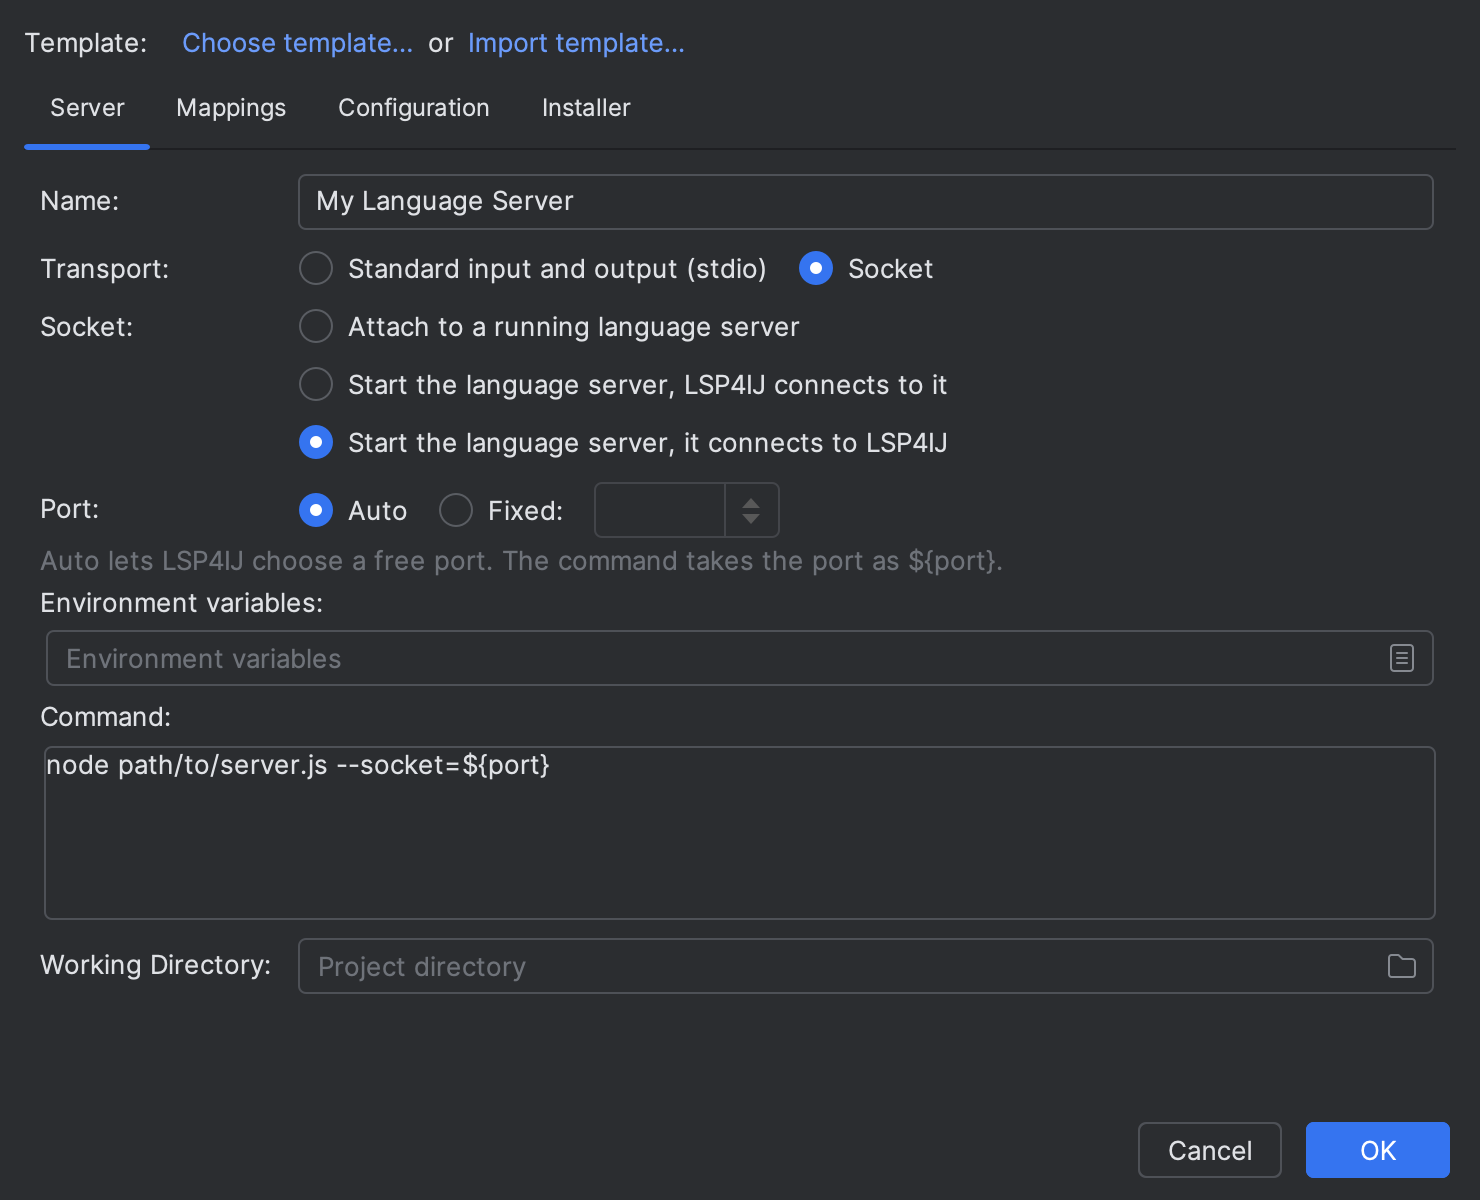 Template: Choose template... or Import template...
Server Mappings Configuration Installer
Name: My Language Server
Transport: Standard input and output (stdio) Socket
Socket: Attach to a running language server
Start the language server, LSP4IJ connects to it
Start the language server, it connects to LSP4IJ
Port: Auto Fixed:
Auto lets LSP4IJ choose a free port. The command takes the port as ${port}.
Environment variables:
Environment variables
Command:
node path/to/server.js --socket=${port}
Working Directory: Project directory
Cancel OK